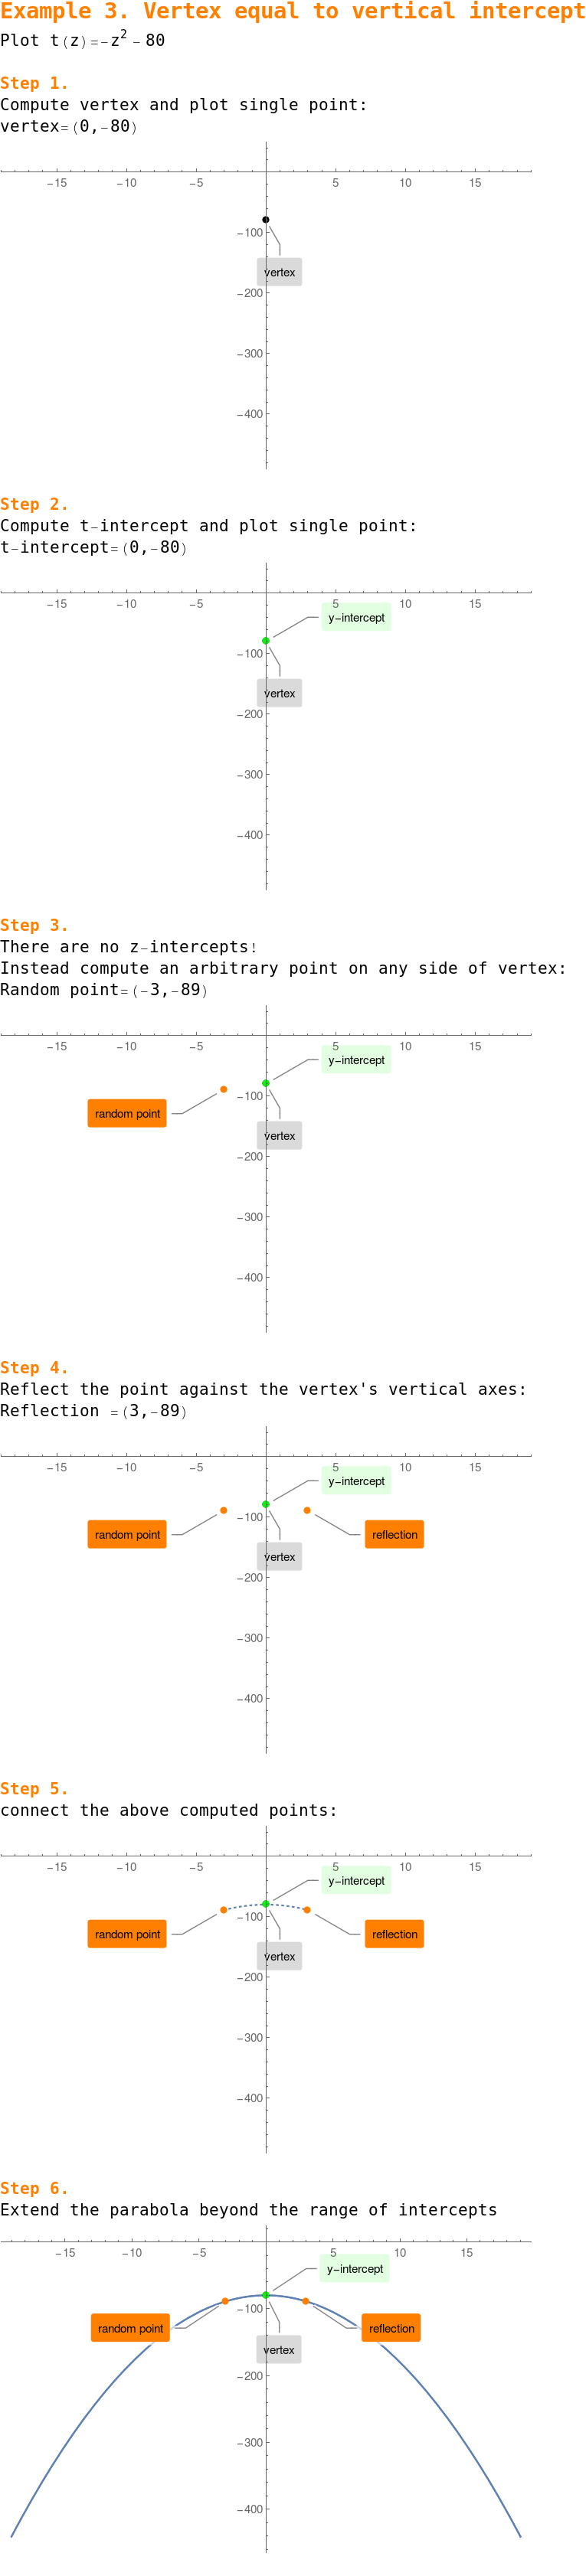 Example 3. Vertex equal to vertical intercept
Plot t(z)=-z² - 80
Step 1.
Compute vertex and plot single point:
vertex=(0,-80)
-15 -10 -5 5 10 15
-100
vertex
-200
-300
-400
Step 2.
Compute t-intercept and plot single point:
t-intercept=(0,-80)
-15 -10 -5 5 10 15
y-intercept
-100
vertex
-200
-300
-400
Step 3.
There are no z-intercepts!
Instead compute an arbitrary point on any side of vertex:
Random point=(-3,-89)
-15 -10 -5 5 10 15
y-intercept
-100
random point
vertex
-200
-300
-400
Step 4.
Reflect the point against the vertex's vertical axes:
Reflection =(3,-89)
-15 -10 -5 5 10 15
y-intercept
-100
random point reflection
vertex
-200
-300
-400
Step 5.
connect the above computed points:
-15 -10 -5 5 10 15
y-intercept
-100
random point reflection
vertex
-200
-300
-400
Step 6.
Extend the parabola beyond the range of intercepts
-15 -10 -5 5 10 15
y-intercept
-100
random point reflection
vertex
-200
-300
-400